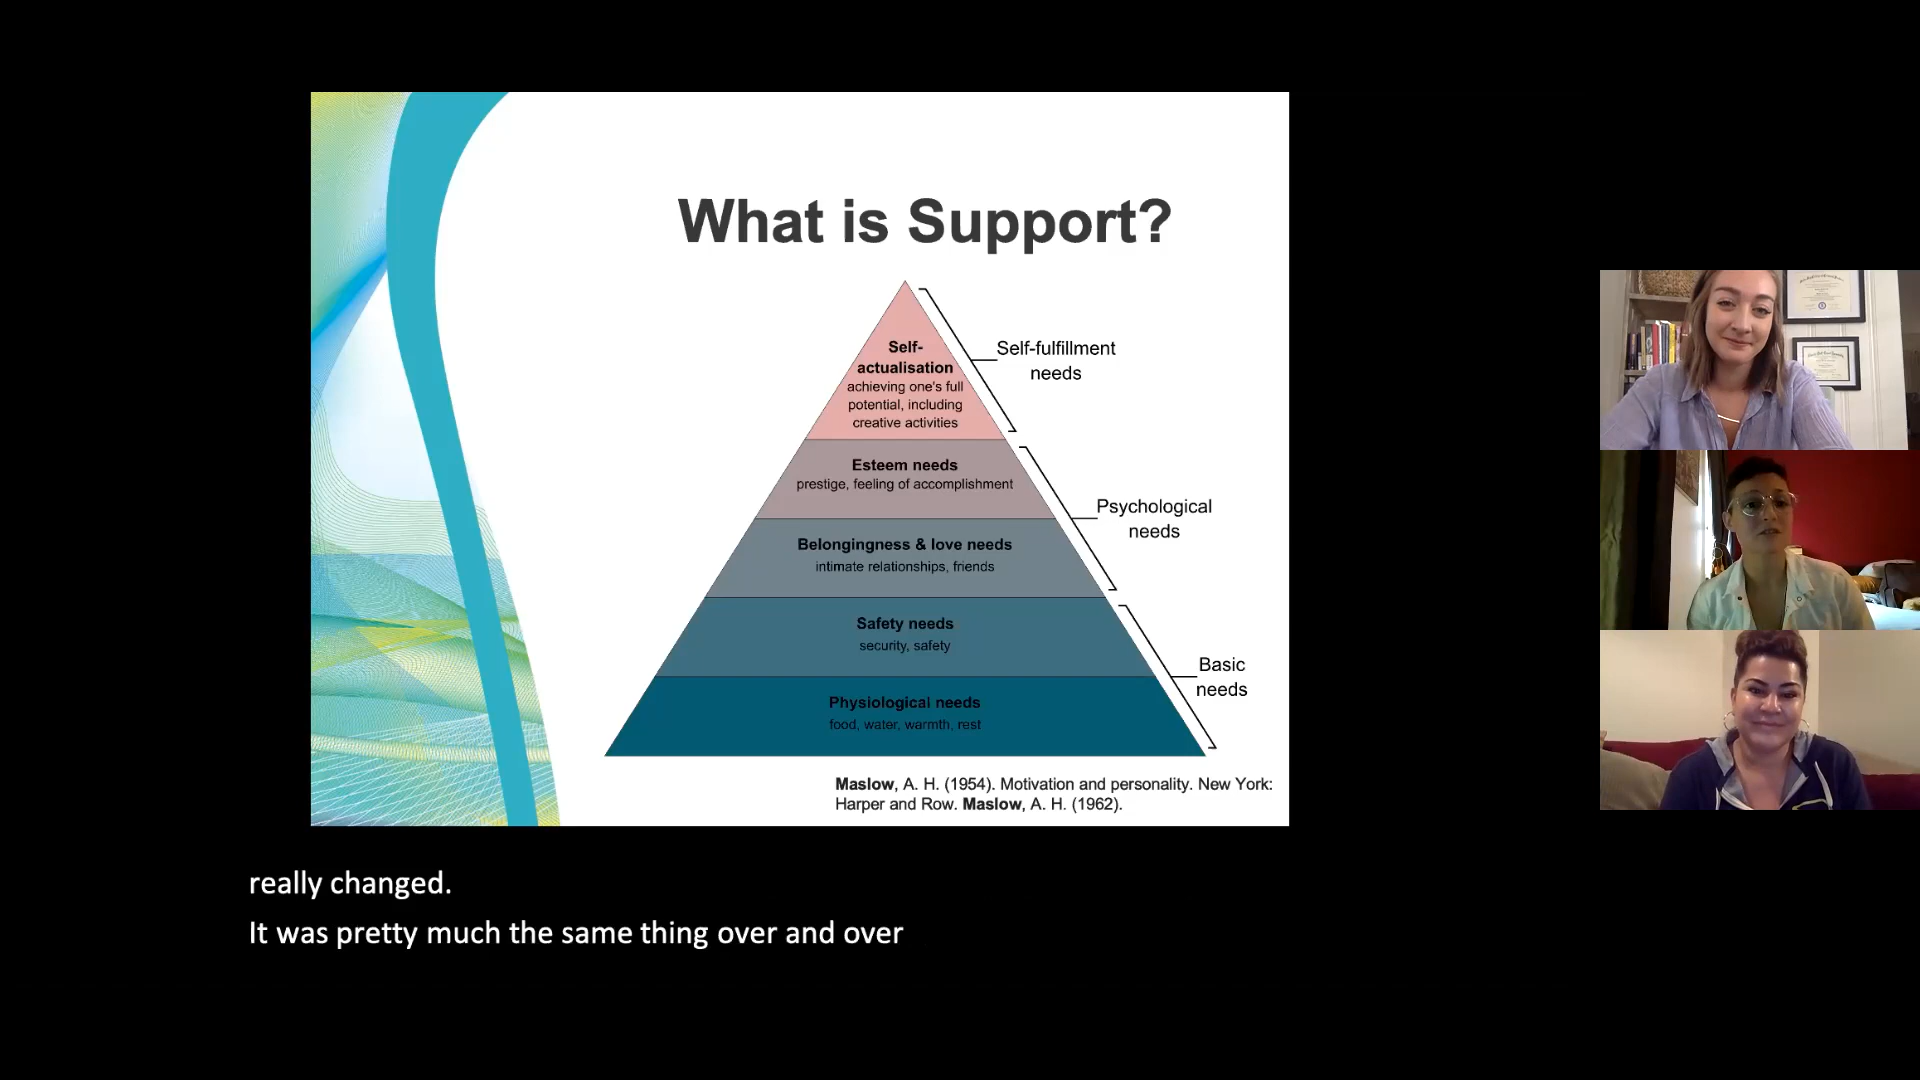 What is Support?
Self-
actualisation
achieving one's full
potential, including
creative activities
Self-fulfillment
needs
Esteem needs
prestige, feeling of accomplishment
Psychological
needs
Belongingness & love needs
intimate relationships, friends
Safety needs
security, safety
Basic
needs
Physiological needs
food, water, warmth, rest
Maslow, A. H. (1954). Motivation and personality. New York:
Harper and Row. Maslow, A. H. (1962).
really changed.
It was pretty much the same thing over and over